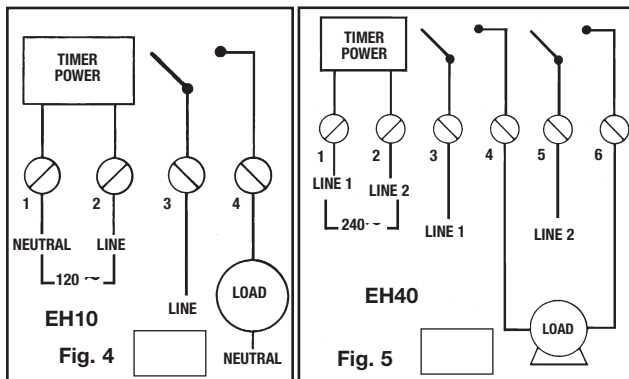 TIMER
POWER
1
2
3
4
NEUTRAL
LINE
120 ~
LINE
LOAD
NEUTRAL
EH10
Fig. 4
TIMER
POWER
1
2
3
4
5
6
LINE 1
LINE 2
240 ~
LINE 1
LINE 2
EH40
LOAD
Fig. 5